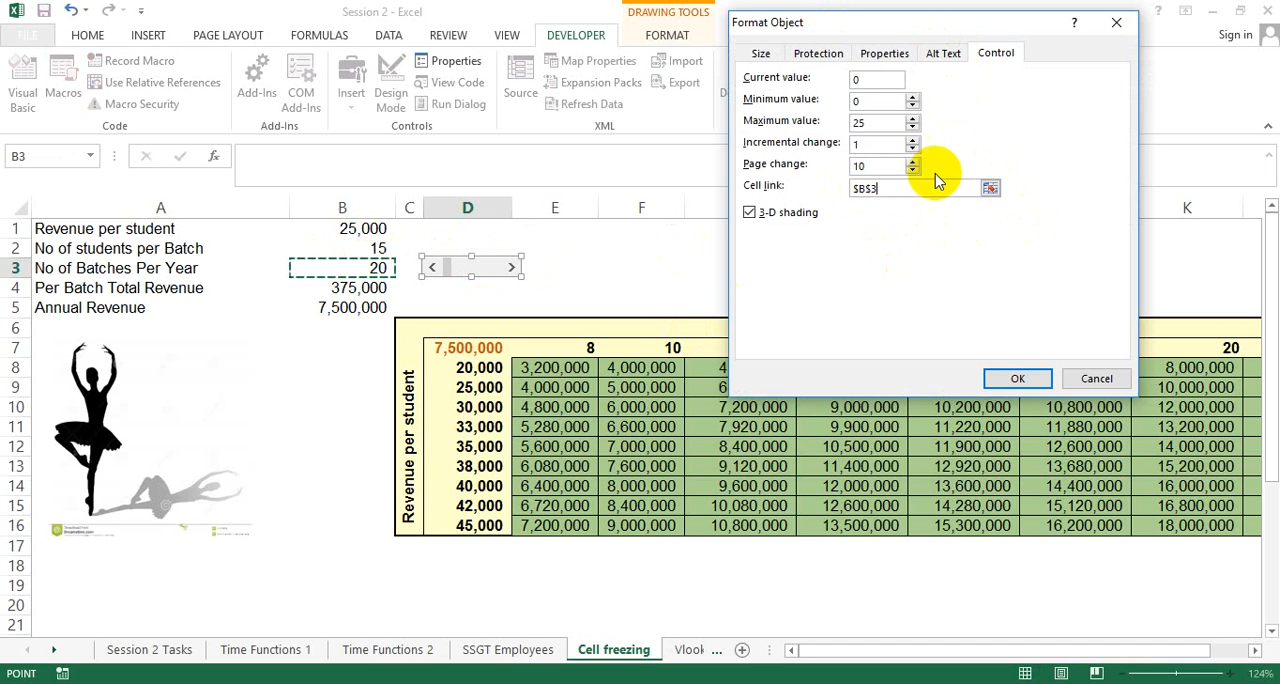 Session 2 - Excel
DRAWING TOOLS
Sign in
FILE
HOME
INSERT
PAGE LAYOUT
FORMULAS
DATA
REVIEW
VIEW
DEVELOPER
FORMAT
Visual Basic
Macros
Record Macro
Use Relative References
Macro Security
Code
Add-Ins
COM Add-Ins
Add-Ins
Insert
Design Mode
Properties
View Code
Run Dialog
Controls
Source
Map Properties
Expansion Packs
Refresh Data
Import
Export
XML
Format Object
?
Size
Protection
Properties
Alt Text
Control
Current value: 0
Minimum value: 0
Maximum value: 25
Incremental change: 1
Page change: 10
Cell link: $B$3
3-D shading
OK
Cancel
B3
fx
A B C D E F K
1 Revenue per student 25,000
2 No of students per Batch 15
3 No of Batches Per Year 20
4 Per Batch Total Revenue 375,000
5 Annual Revenue 7,500,000
6
7 7,500,000 8 10 20
Revenue per student
8 20,000 3,200,000 4,000,000 4 8,000,000
9 25,000 4,000,000 5,000,000 6 10,000,000
10 30,000 4,800,000 6,000,000 7,200,000 9,000,000 10,200,000 10,800,000 12,000,000
11 33,000 5,280,000 6,600,000 7,920,000 9,900,000 11,220,000 11,880,000 13,200,000
12 35,000 5,600,000 7,000,000 8,400,000 10,500,000 11,900,000 12,600,000 14,000,000
13 38,000 6,080,000 7,600,000 9,120,000 11,400,000 12,920,000 13,680,000 15,200,000
14 40,000 6,400,000 8,000,000 9,600,000 12,000,000 13,600,000 14,400,000 16,000,000
15 42,000 6,720,000 8,400,000 10,080,000 12,600,000 14,280,000 15,120,000 16,800,000
16 45,000 7,200,000 9,000,000 10,800,000 13,500,000 15,300,000 16,200,000 18,000,000
17
18
19
20
21
Session 2 Tasks
Time Functions 1
Time Functions 2
SSGT Employees
Cell freezing
Vlook ...
POINT
124%